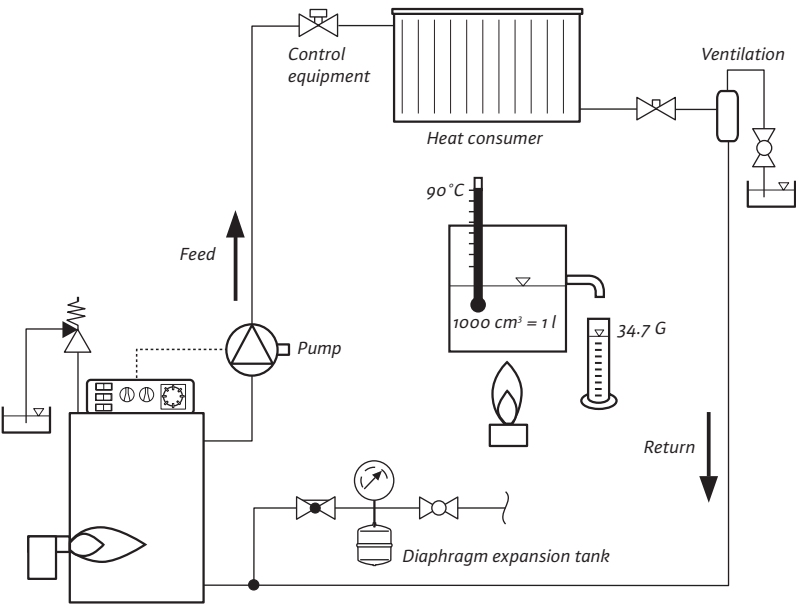 Control
equipment
Ventilation
Heat consumer
90°C
Feed
1000 cm³ = 1 l
34.7 G
Pump
Return
Diaphragm expansion tank